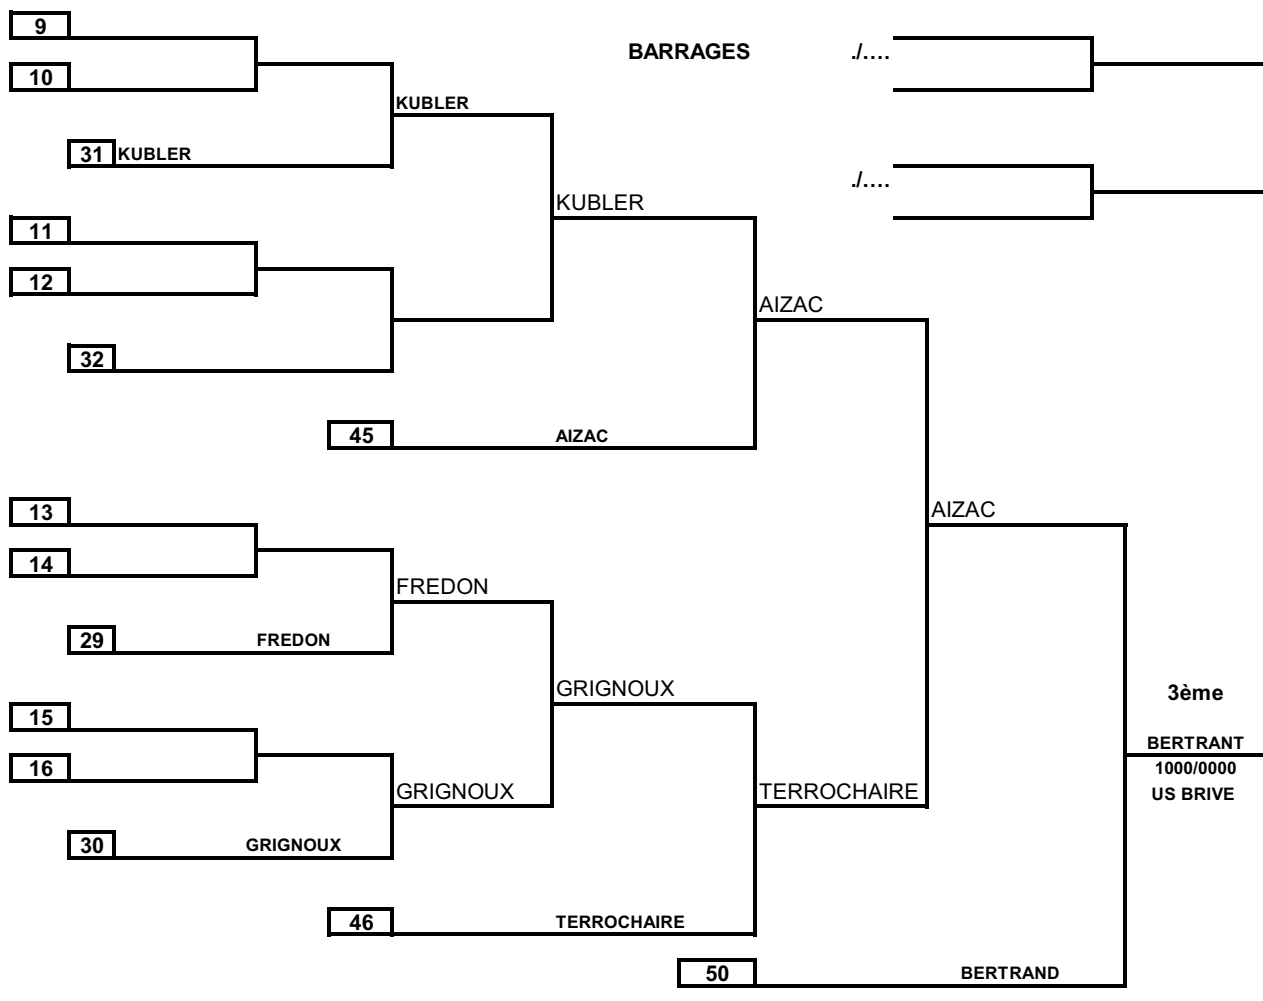 9
BARRAGES
./....
10
KUBLER
31 KUBLER
./....
KUBLER
11
12
AIZAC
32
45 AIZAC
13
AIZAC
14
FREDON
29 FREDON
GRIGNOUX
3ème
15
BERTRANT
16
1000/0000
GRIGNOUX
TERROCHAIRE
US BRIVE
30 GRIGNOUX
46 TERROCHAIRE
50 BERTRAND